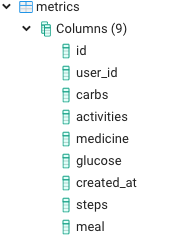 metrics
Columns (9)
id
user_id
carbs
activities
medicine
glucose
created_at
steps
meal